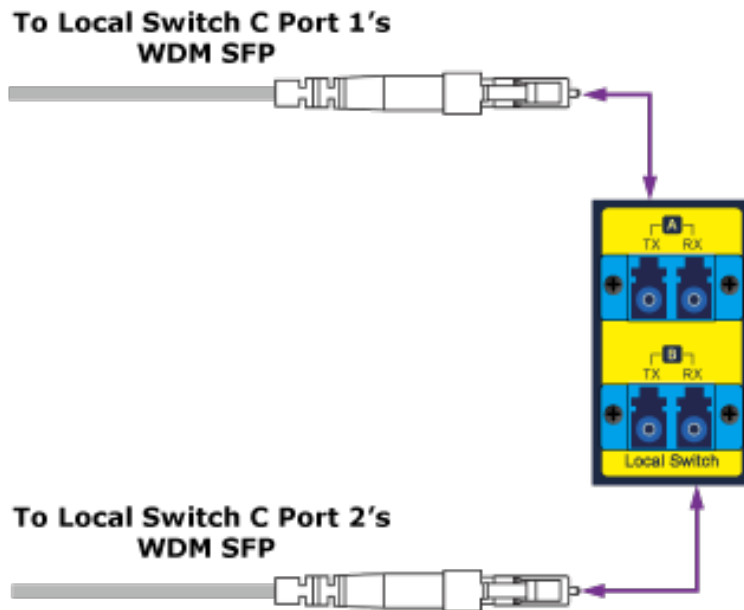 To Local Switch C Port 1's
WDM SFP
A
TX RX
B
TX RX
Local Switch
To Local Switch C Port 2's
WDM SFP